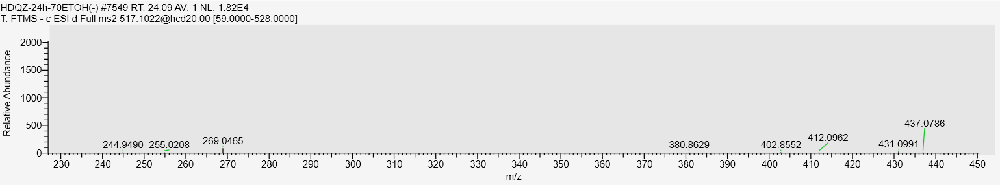 HDQZ-24h-70ETOH(-) #7549 RT: 24.09 AV: 1 NL: 1.82E4
T: FTMS - c ESI d Full ms2 517.1022@hcd20.00 [59.0000-528.0000]
2000
1500
1000
500
0
Relative Abundance
244.9490 255.0208 269.0465 380.8629 402.8552 412.0962 431.0991 437.0786
230 240 250 260 270 280 290 300 310 320 330 340 350 360 370 380 390 400 410 420 430 440 450
m/z